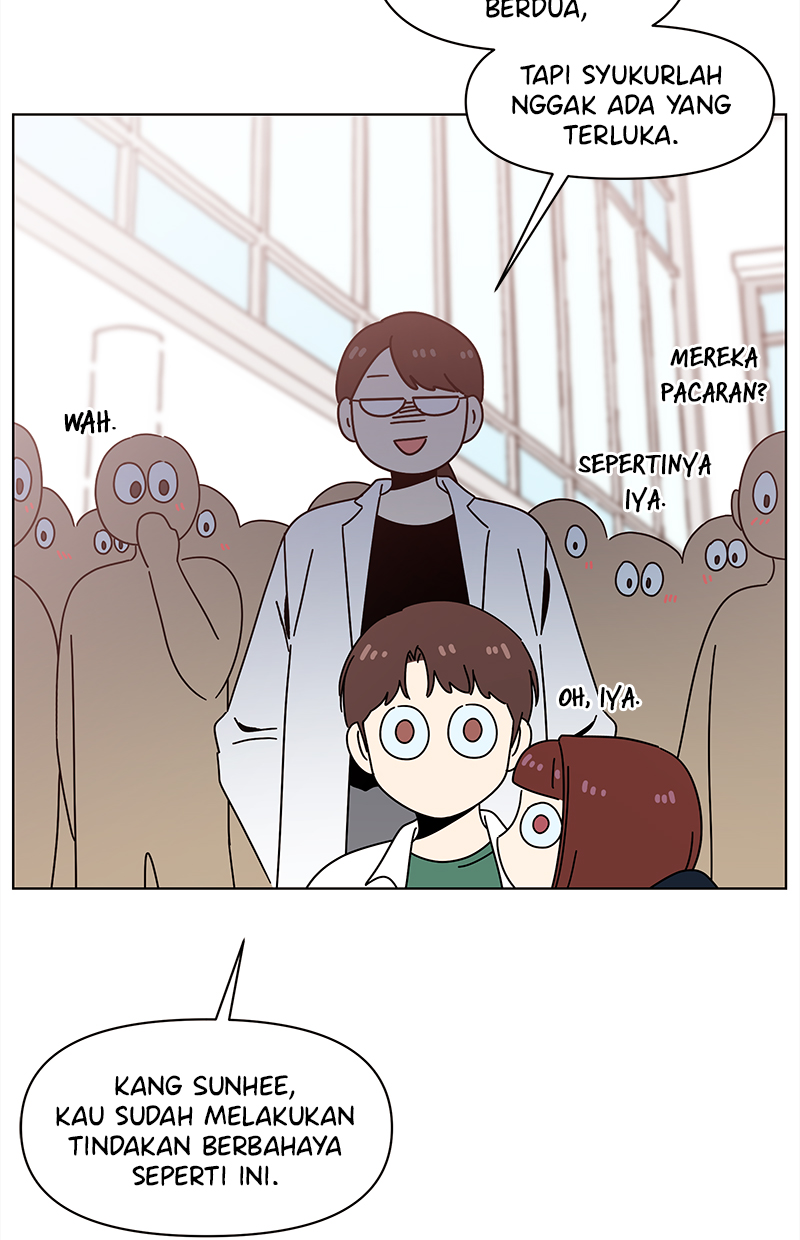 BERDUA,
TAPI SYUKURLAH
NGGAK ADA YANG
TERLUKA.
MEREKA
PACARAN?
WAH.
SEPERTINYA
IYA.
OH, IYA.
KANG SUNHEE,
KAU SUDAH MELAKUKAN
TINDAKAN BERBAHAYA
SEPERTI INI.